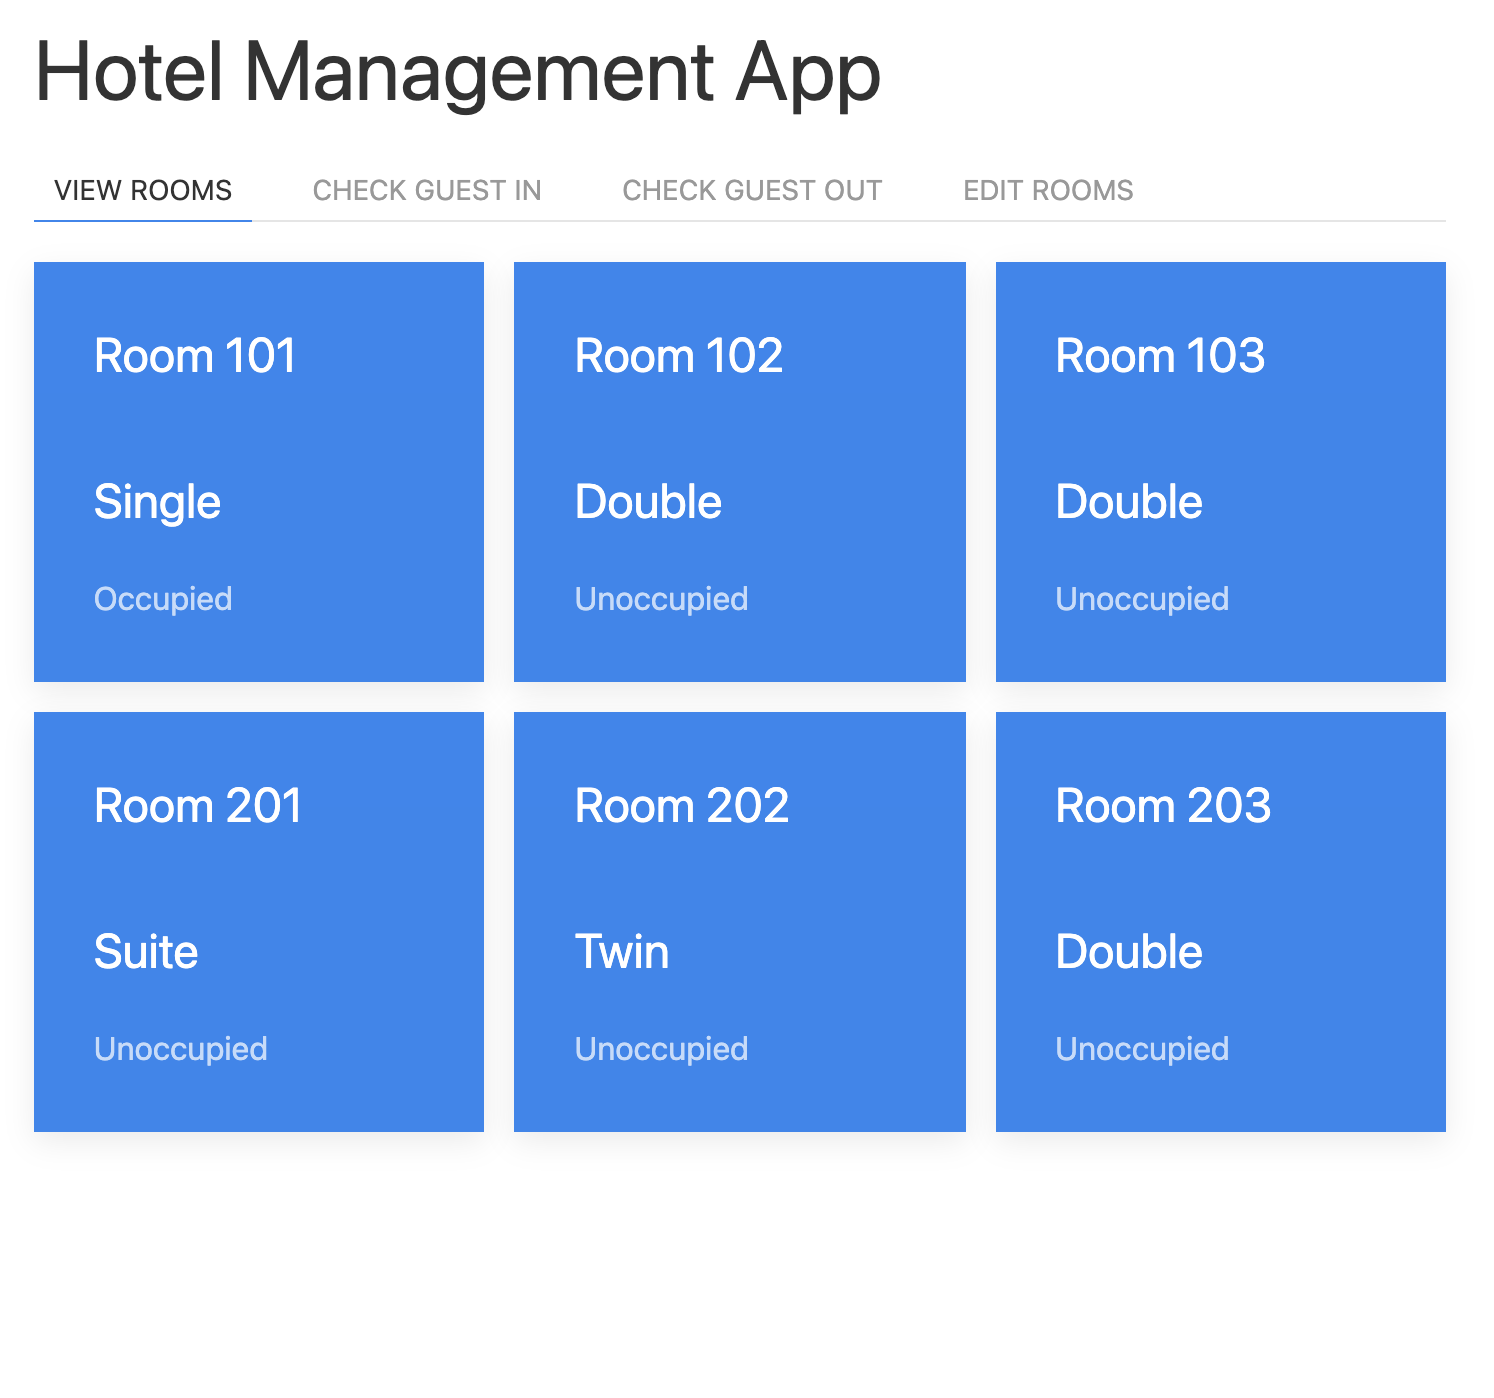 Hotel Management App
VIEW ROOMS CHECK GUEST IN CHECK GUEST OUT EDIT ROOMS
Room 101
Single
Occupied
Room 102
Double
Unoccupied
Room 103
Double
Unoccupied
Room 201
Suite
Unoccupied
Room 202
Twin
Unoccupied
Room 203
Double
Unoccupied